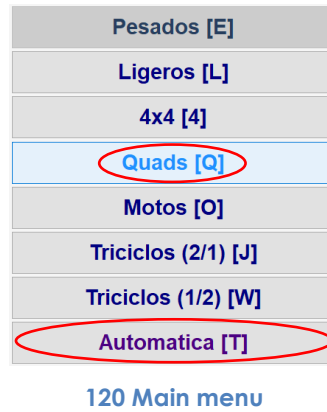 Pesados [E]
Ligeros [L]
4x4 [4]
Quads [Q]
Motos [O]
Triciclos (2/1) [J]
Triciclos (1/2) [W]
Automatica [T]
120 Main menu